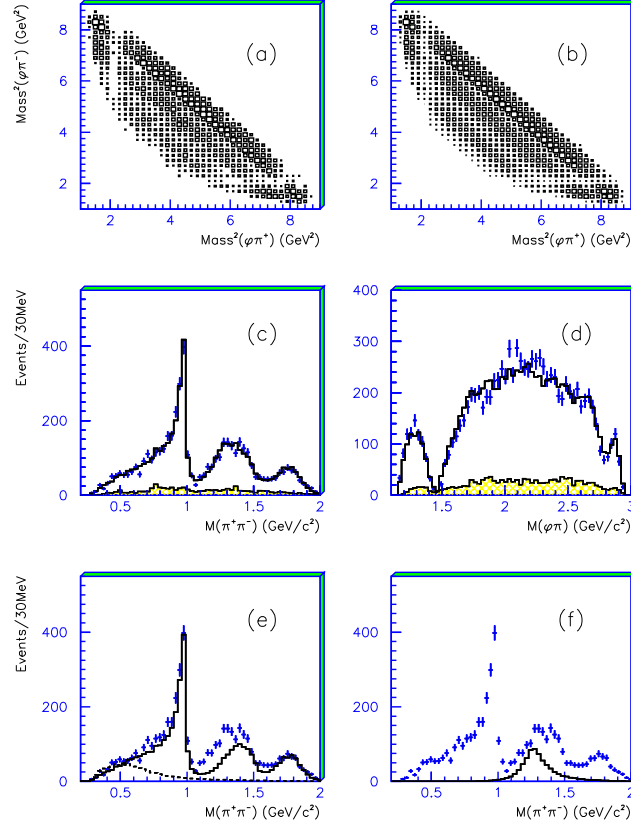 (a)
Mass²(φπ⁻) (GeV²)
8
6
4
2
2 4 6 8
Mass²(φπ⁺) (GeV²)
(b)
8
6
4
2
2 4 6 8
Mass²(φπ⁺) (GeV²)
(c)
Events/30MeV
400
200
0
0.5 1 1.5 2
M(π⁺π⁻) (GeV/c²)
(d)
400
300
200
100
0
1.5 2 2.5 3
M(φπ) (GeV/c²)
(e)
Events/30MeV
400
200
0
0.5 1 1.5 2
M(π⁺π⁻) (GeV/c²)
(f)
400
200
0
0.5 1 1.5 2
M(π⁺π⁻) (GeV/c²)